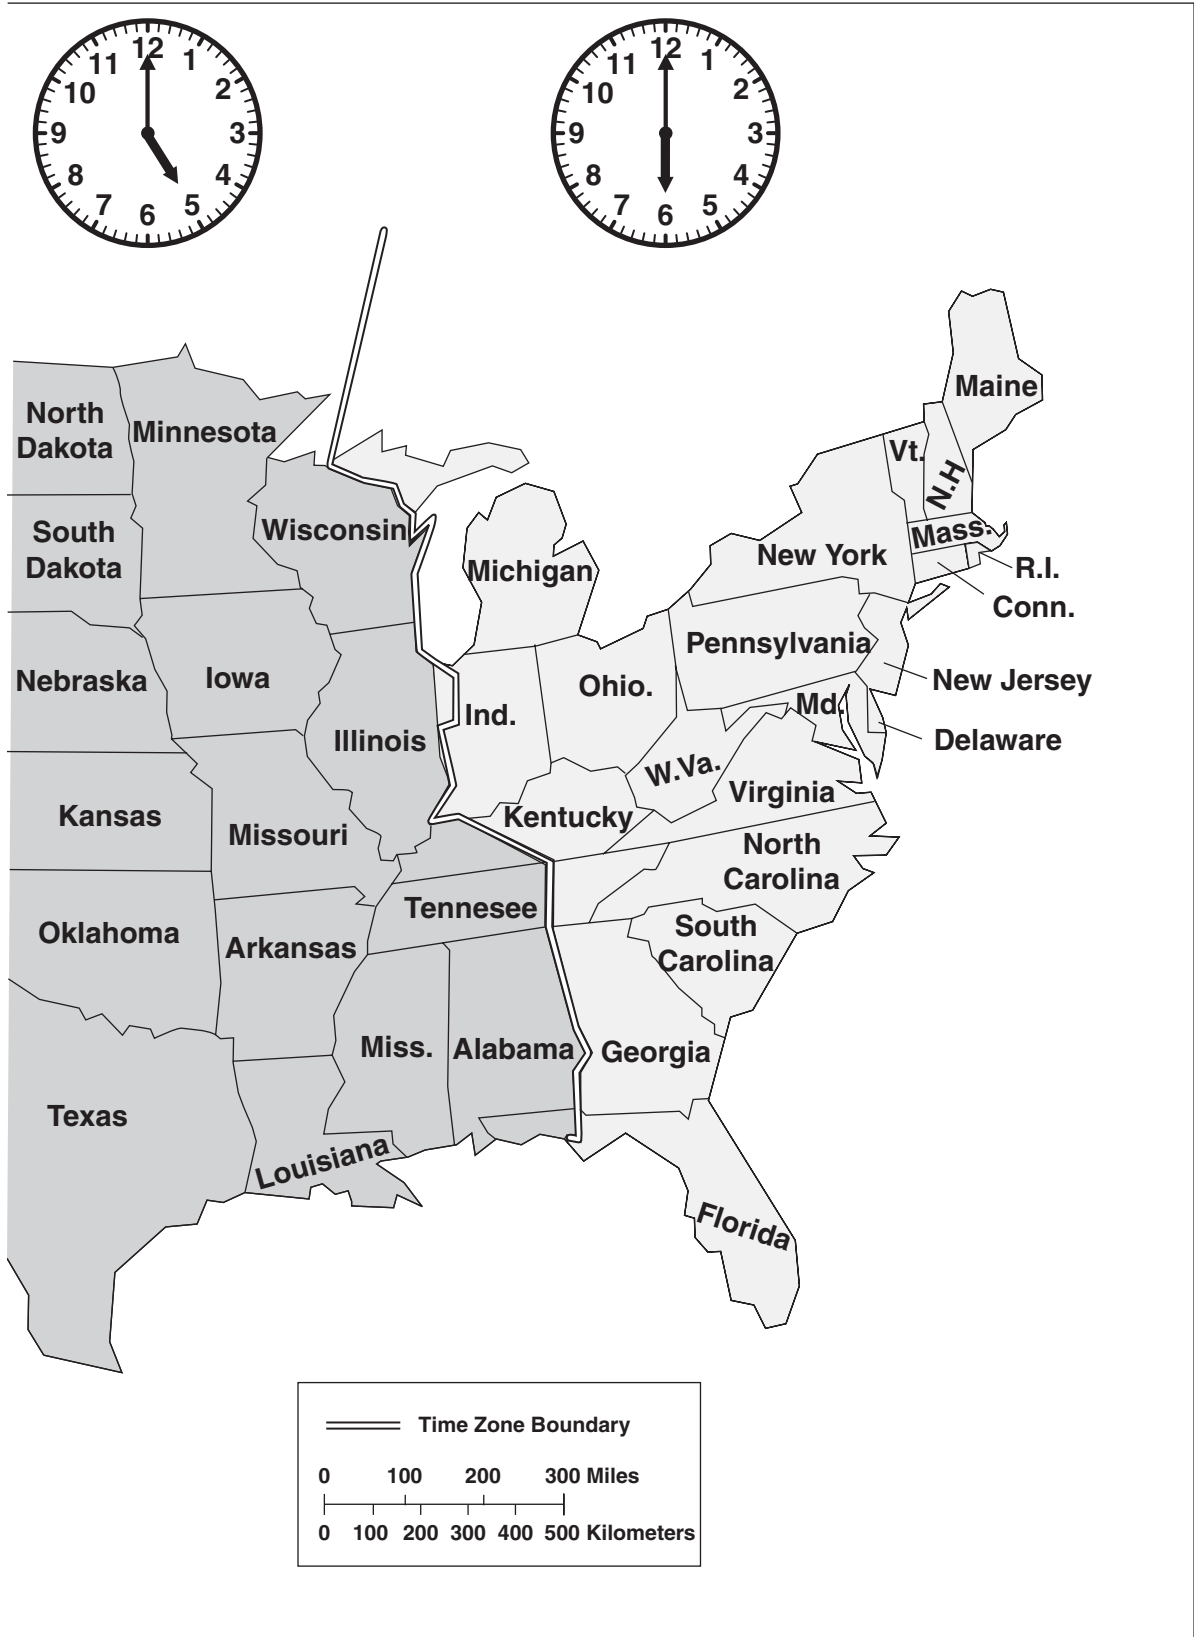 12
1
2
3
4
5
6
7
8
9
10
11
12
1
2
3
4
5
6
7
8
9
10
11
Maine
North
Dakota
Minnesota
Vt.
N.H
South
Dakota
Wisconsin
Mass.
Michigan
New York
R.I.
Conn.
Pennsylvania
Nebraska
Iowa
Ohio.
New Jersey
Ind.
Md.
Illinois
Delaware
W.Va.
Virginia
Kansas
Kentucky
Missouri
North
Carolina
Tennesee
Oklahoma
Arkansas
South
Carolina
Miss.
Alabama
Georgia
Texas
Louisiana
Florida
Time Zone Boundary
0 100 200 300 Miles
0 100 200 300 400 500 Kilometers